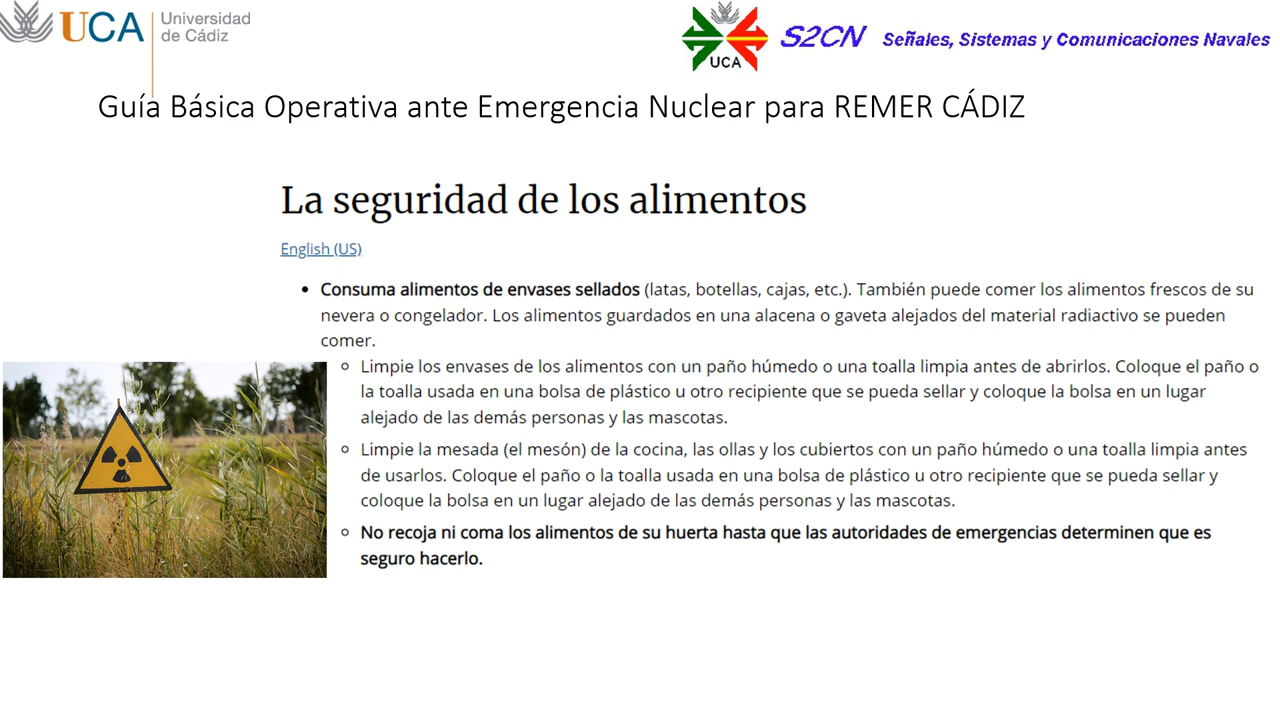 UCA
Universidad
de Cádiz
UCA
S2CN
Señales, Sistemas y Comunicaciones Navales
Guía Básica Operativa ante Emergencia Nuclear para REMER CÁDIZ
La seguridad de los alimentos
English (US)
• Consuma alimentos de envases sellados (latas, botellas, cajas, etc.). También puede comer los alimentos frescos de su
nevera o congelador. Los alimentos guardados en una alacena o gaveta alejados del material radiactivo se pueden
comer.
○ Limpie los envases de los alimentos con un paño húmedo o una toalla limpia antes de abrirlos. Coloque el paño o
la toalla usada en una bolsa de plástico u otro recipiente que se pueda sellar y coloque la bolsa en un lugar
alejado de las demás personas y las mascotas.
○ Limpie la mesada (el mesón) de la cocina, las ollas y los cubiertos con un paño húmedo o una toalla limpia antes
de usarlos. Coloque el paño o la toalla usada en una bolsa de plástico u otro recipiente que se pueda sellar y
coloque la bolsa en un lugar alejado de las demás personas y las mascotas.
○ No recoja ni coma los alimentos de su huerta hasta que las autoridades de emergencias determinen que es
seguro hacerlo.